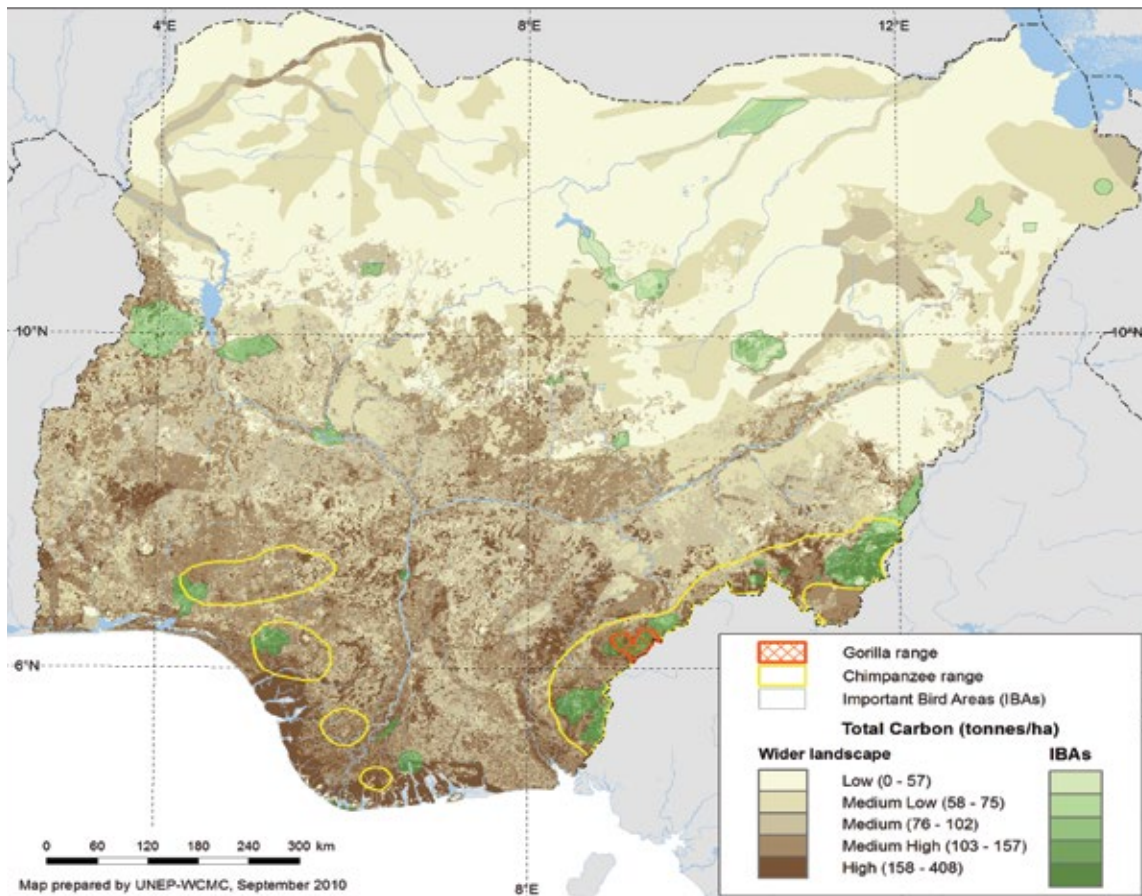 4°E 8°E 12°E
10°N 10°N
6°N
Gorilla range
Chimpanzee range
Important Bird Areas (IBAs)
Total Carbon (tonnes/ha)
Wider landscape IBAs
Low (0 - 57)
Medium Low (58 - 75)
Medium (76 - 102)
Medium High (103 - 157)
High (158 - 408)
0 60 120 180 240 300 km
Map prepared by UNEP-WCMC, September 2010
8°E